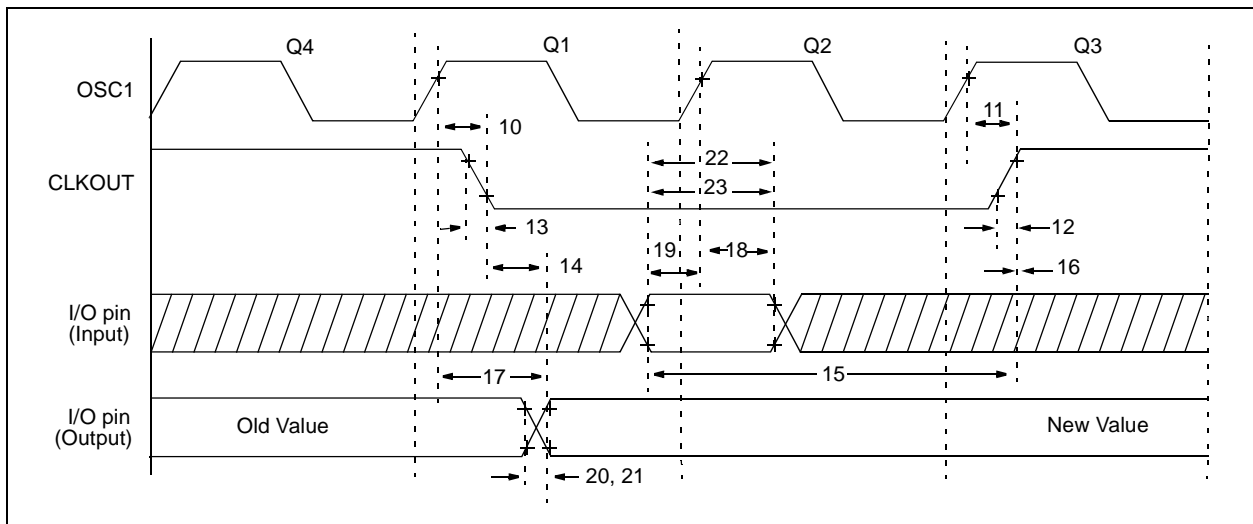 Q4 Q1 Q2 Q3
OSC1
10 11
22
CLKOUT
23
13 12
19 18
14 16
I/O pin
(Input)
17 15
I/O pin
(Output)
Old Value New Value
20, 21